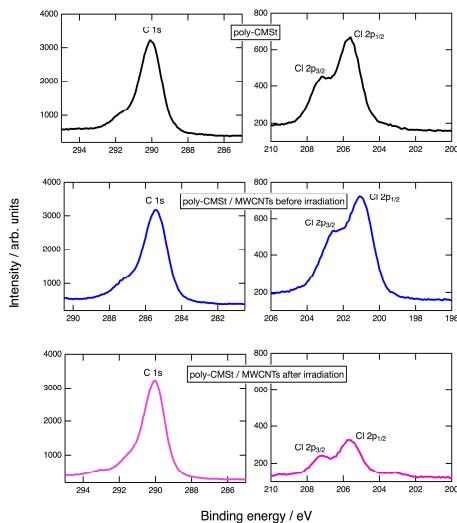 poly-CMSt
C 1s
Cl 2p1/2
Cl 2p3/2
4000
3000
2000
1000
294 292 290 288 286
800
600
400
200
210 208 206 204 202 200
poly-CMSt / MWCNTs before irradiation
C 1s
Cl 2p1/2
Cl 2p3/2
4000
3000
2000
1000
290 288 286 284 282
800
600
400
200
206 204 202 200 198 196
Intensity / arb. units
poly-CMSt / MWCNTs after irradiation
C 1s
Cl 2p3/2
Cl 2p1/2
4000
3000
2000
1000
294 292 290 288 286
800
600
400
200
210 208 206 204 202 200
Binding energy / eV